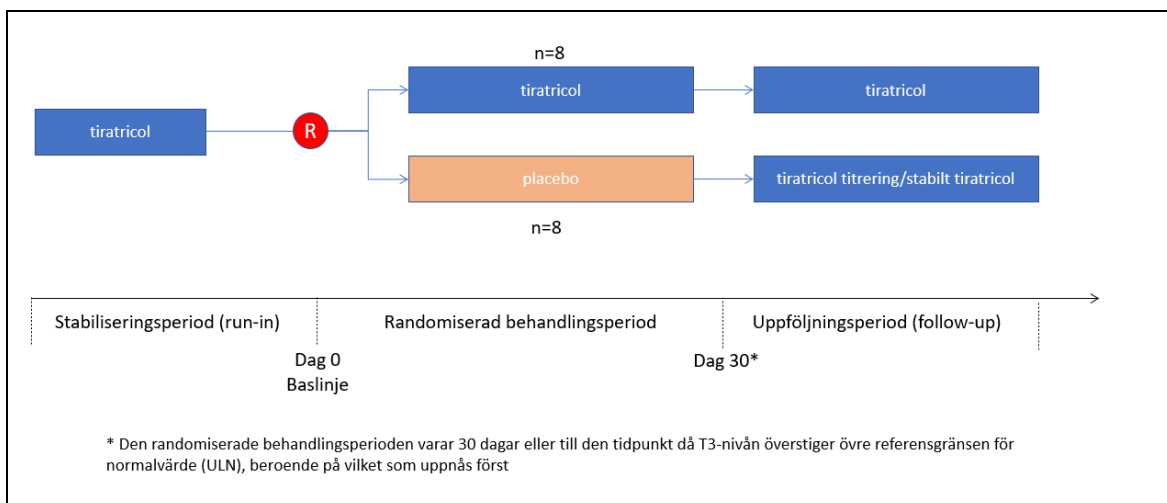 n=8
tiratricol
tiratricol
tiratricol
R
placebo
tiratricol titrering/stabilt tiratricol
n=8
Stabiliseringsperiod (run-in)
Randomiserad behandlingsperiod
Uppföljningsperiod (follow-up)
Dag 0
Baslinje
Dag 30*
* Den randomiserade behandlingsperioden varar 30 dagar eller till den tidpunkt då T3-nivån överstiger övre referensgränsen för
normalvärde (ULN), beroende på vilket som uppnås först